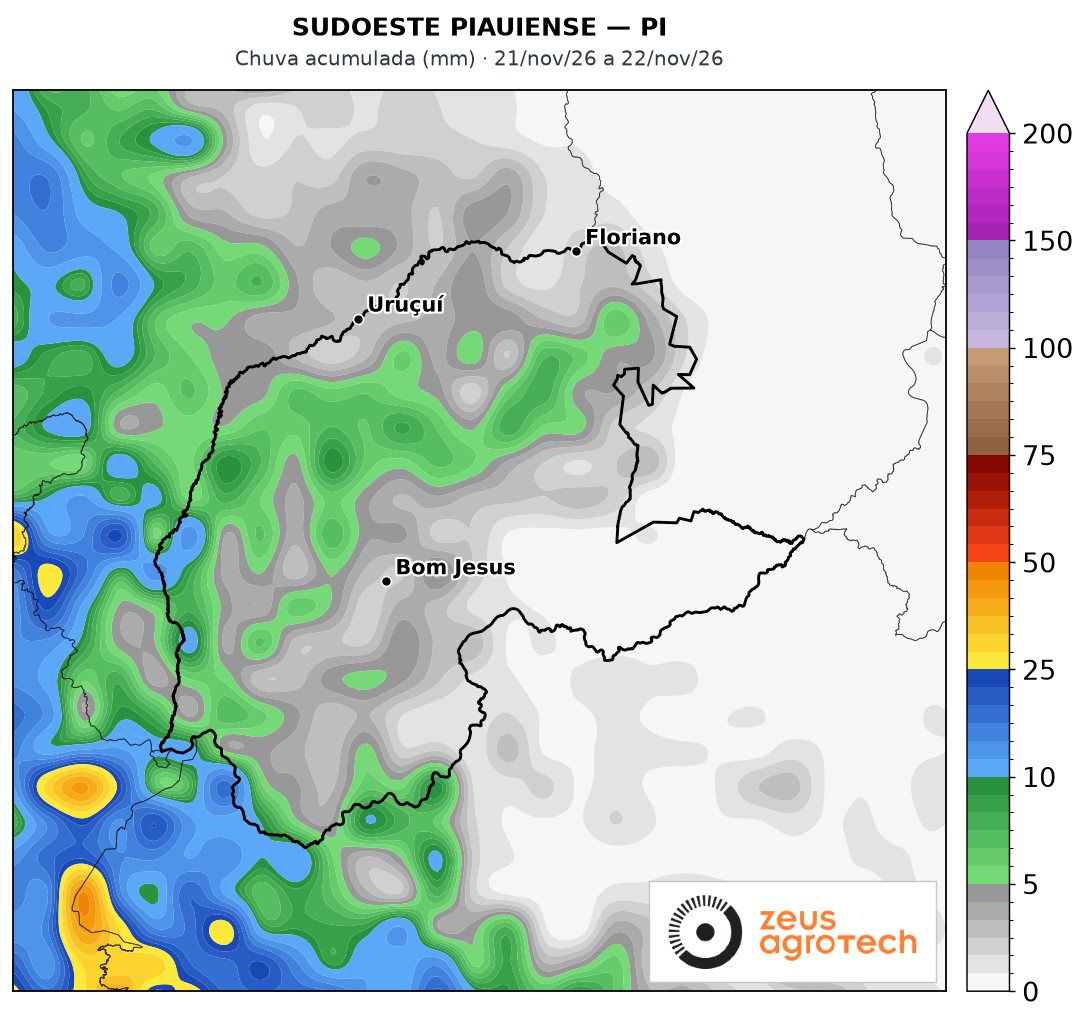 SUDOESTE PIAUIENSE — PI
Chuva acumulada (mm) · 21/nov/26 a 22/nov/26
Floriano
Uruçuí
Bom Jesus
200
150
100
75
50
25
10
5
0
zeus
agrotech